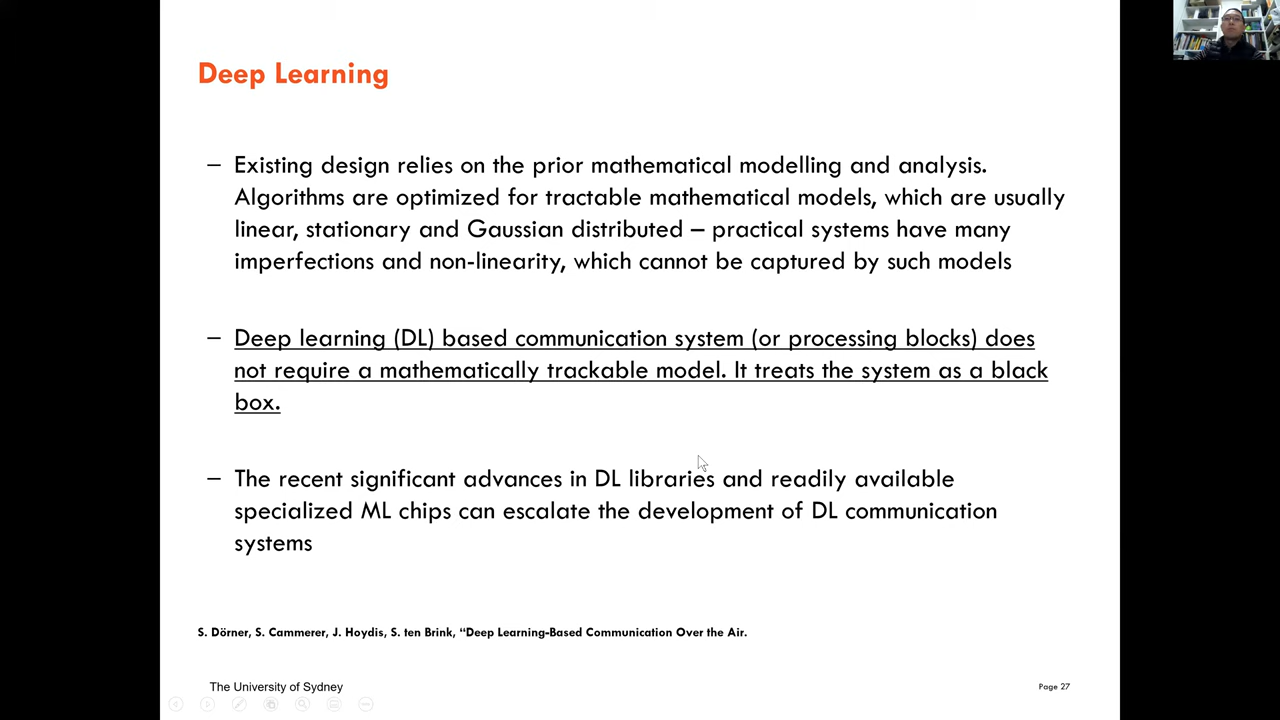 Deep Learning
– Existing design relies on the prior mathematical modelling and analysis.
Algorithms are optimized for tractable mathematical models, which are usually
linear, stationary and Gaussian distributed – practical systems have many
imperfections and non-linearity, which cannot be captured by such models
– Deep learning (DL) based communication system (or processing blocks) does
not require a mathematically trackable model. It treats the system as a black
box.
– The recent significant advances in DL libraries and readily available
specialized ML chips can escalate the development of DL communication
systems
S. Dörner, S. Cammerer, J. Hoydis, S. ten Brink, “Deep Learning-Based Communication Over the Air.
The University of Sydney
Page 27